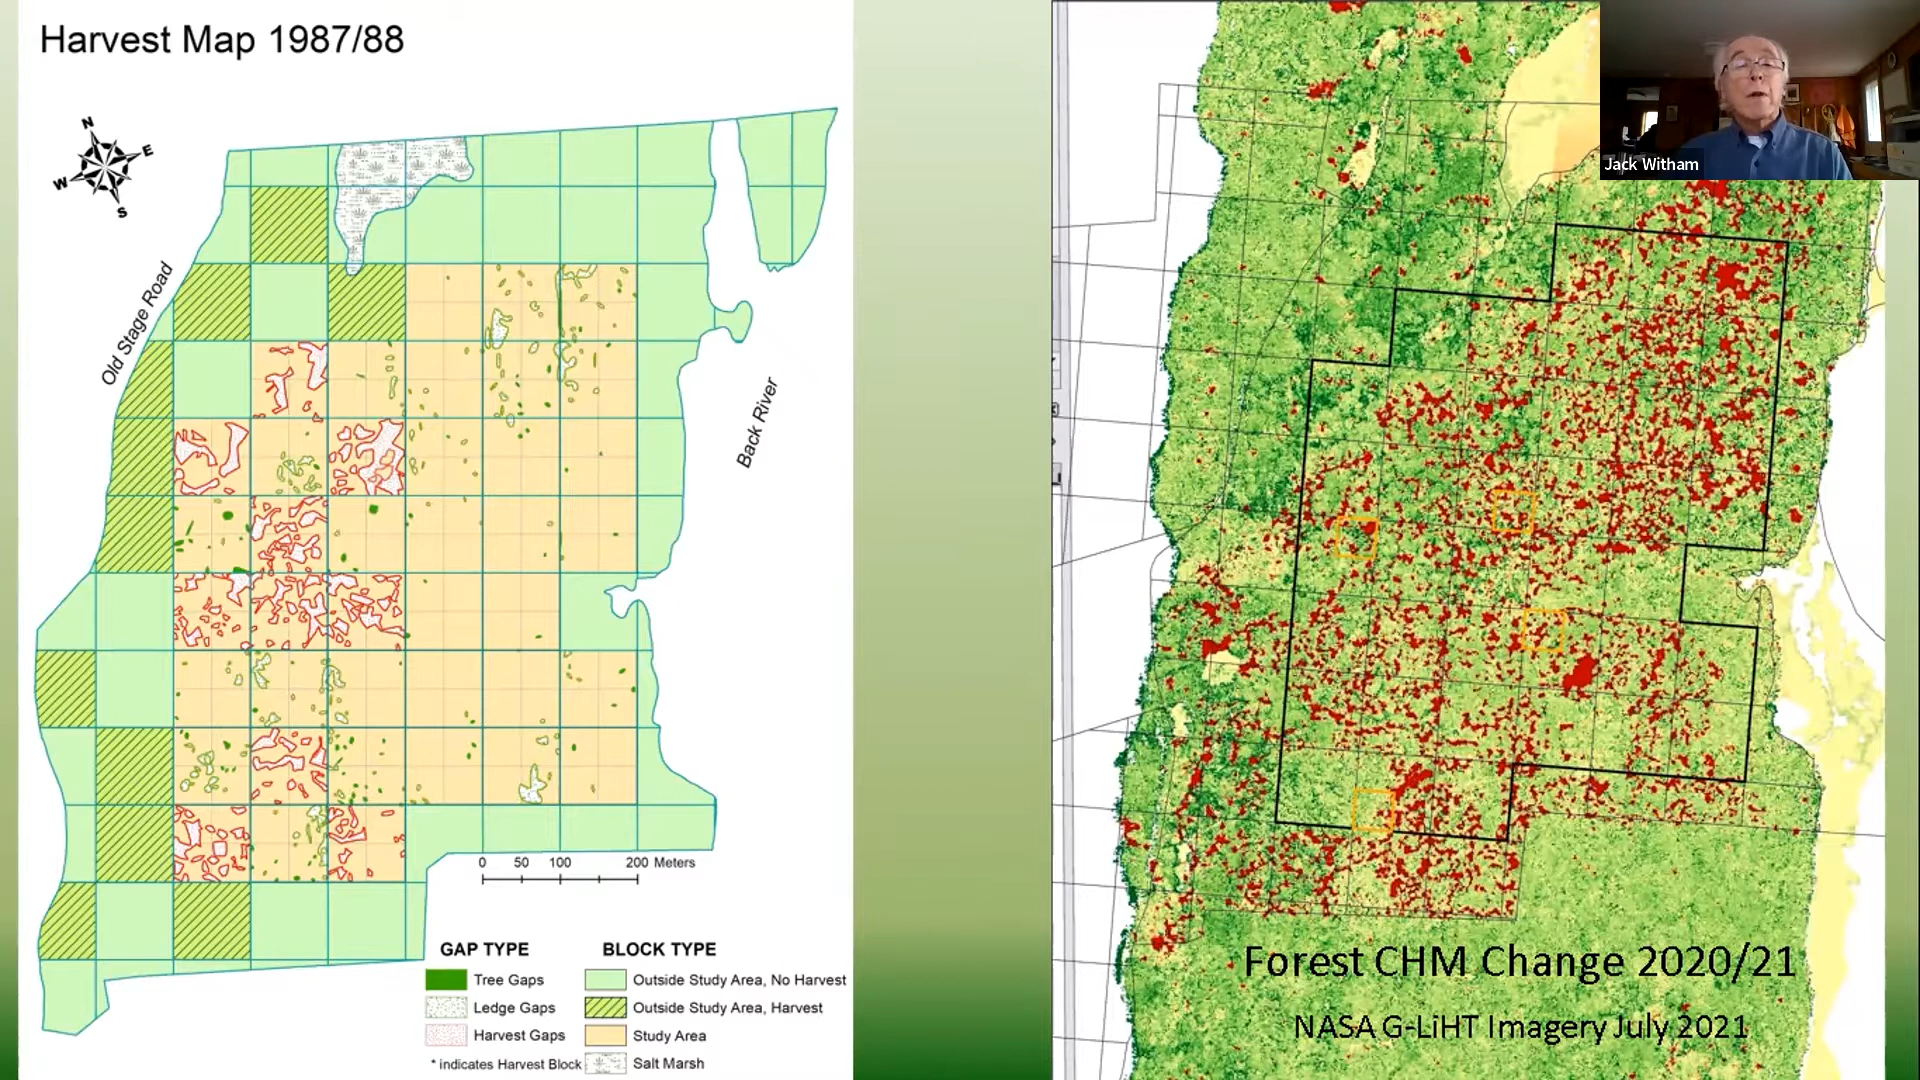 Harvest Map 1987/88
N
E
W
S
Old Stage Road
Back River
0 50 100 200 Meters
GAP TYPE
Tree Gaps
Ledge Gaps
Harvest Gaps
* indicates Harvest Block
BLOCK TYPE
Outside Study Area, No Harvest
Outside Study Area, Harvest
Study Area
Salt Marsh
Jack Witham
Forest CHM Change 2020/21
NASA G-LiHT Imagery July 2021